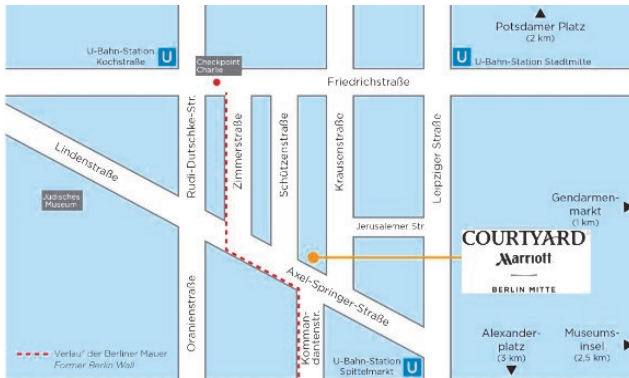 Potsdamer Platz
(2 km)
U-Bahn-Station
Kochstraße
U
Checkpoint
Charlie
U
U-Bahn-Station Stadtmitte
Friedrichstraße
Lindenstraße
Rudi-Dutschke-Str.
Zimmerstraße
Schützenstraße
Krausenstraße
Leipziger Straße
Jüdisches
Museum
Gendarmen-
markt
(1 km)
Jerusalemer Str.
COURTYARD
Marriott
BERLIN MITTE
Axel-Springer-Straße
Oranienstraße
Komman-
dantenstr.
Verlauf der Berliner Mauer
Former Berlin Wall
U-Bahn-Station
Spittelmarkt
U
Alexander-
platz
(3 km)
Museums-
insel
(2,5 km)